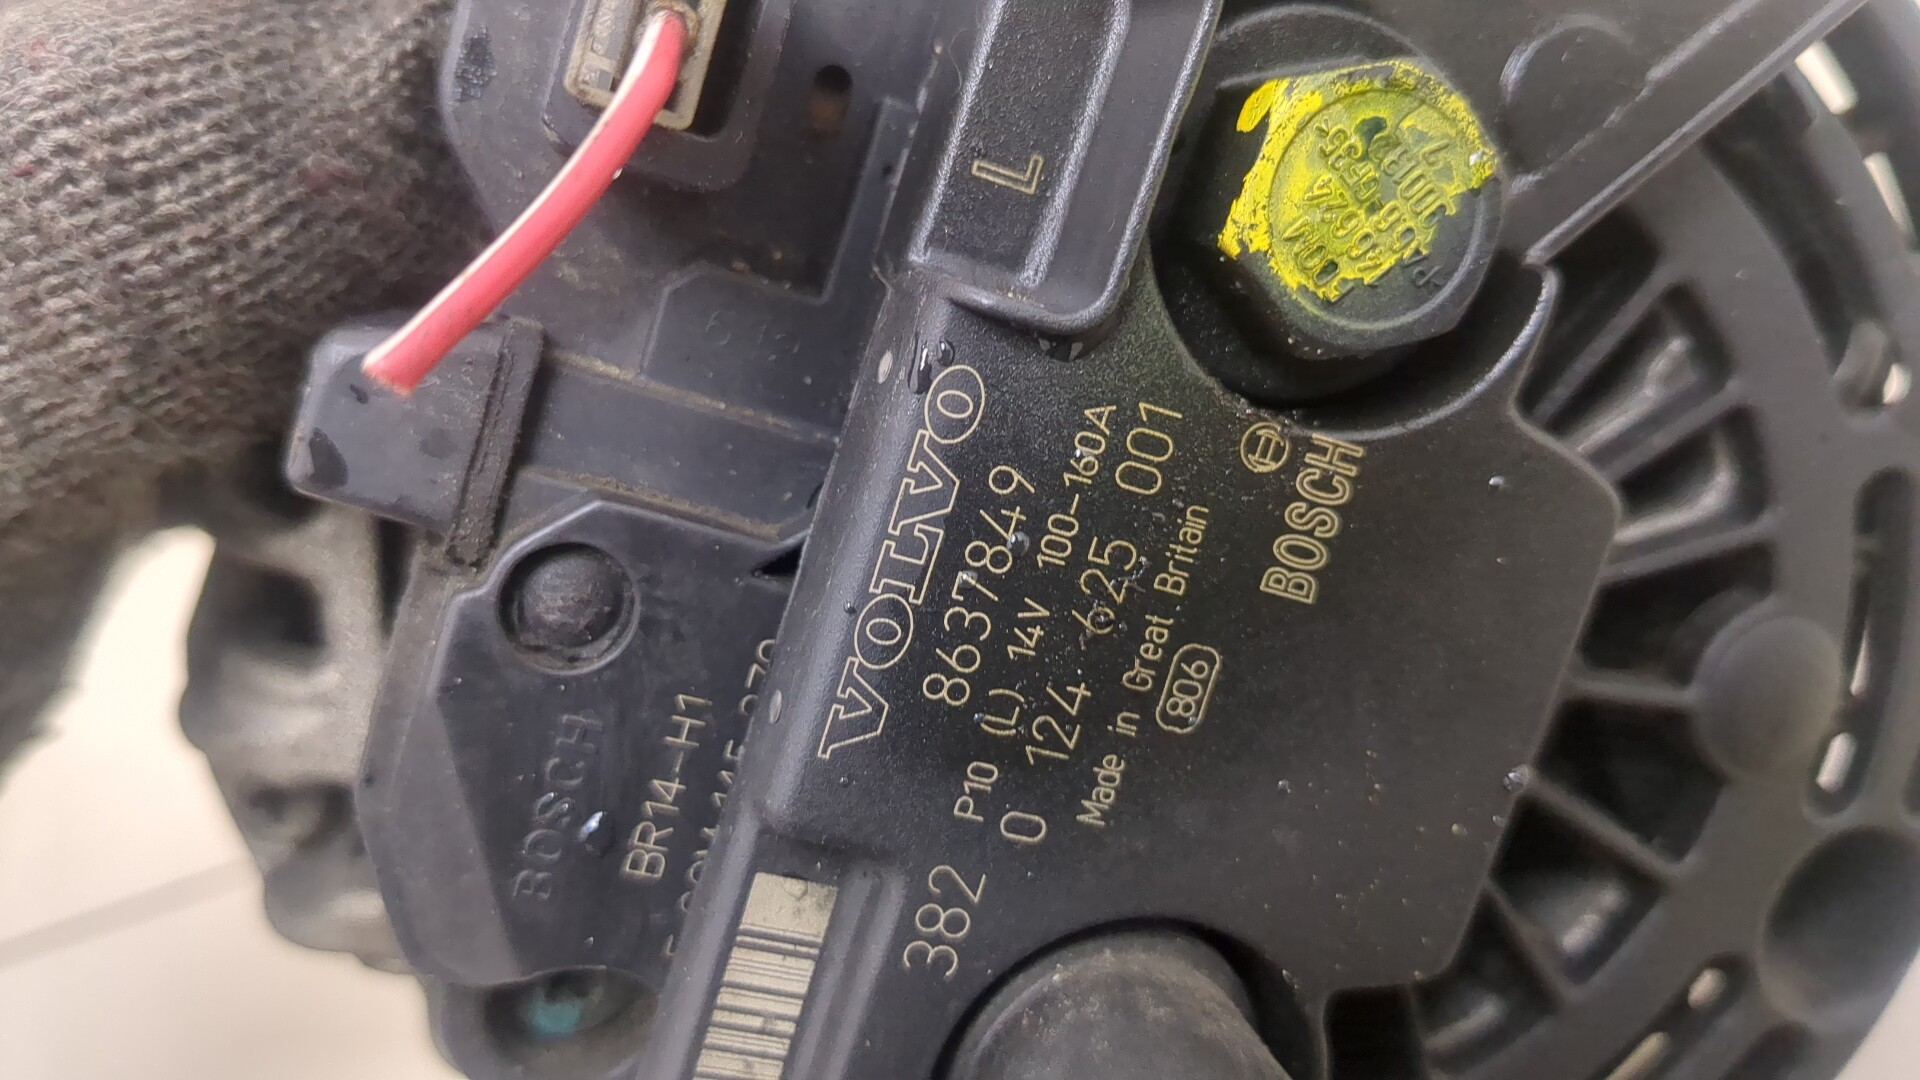 L
VOLVO
8637849
P10 (L) 14V 100-160A
0 124 625 001
Made in Great Britain
806
BOSCH
382
BOSCH
BR14-H1